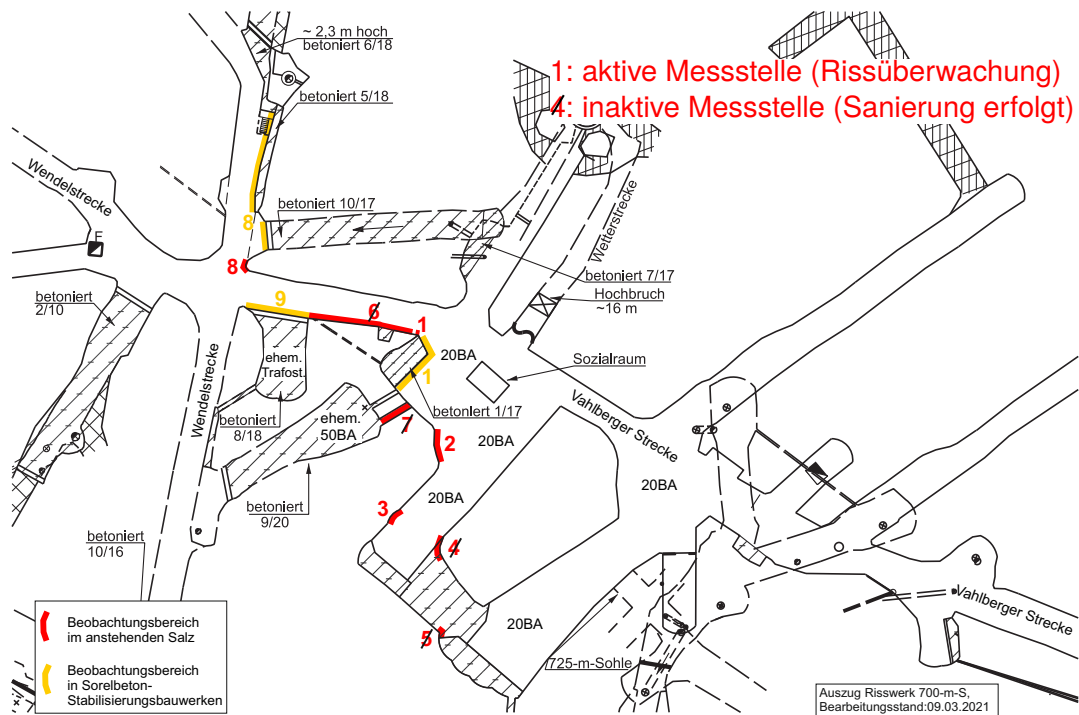 ~ 2,3 m hoch
betoniert 6/18
1: aktive Messstelle (Rissüberwachung)
4: inaktive Messstelle (Sanierung erfolgt)
betoniert 5/18
Wendelstrecke
F
8
betoniert 10/17
Wetterstrecke
8
betoniert 7/17
Hochbruch
~16 m
betoniert
2/10
9
6
1
20BA
Sozialraum
ehem.
Trafost.
1
Wendelstrecke
betoniert
8/18
ehem.
50BA
betoniert 1/17
7
Vahlberger Strecke
2
20BA
20BA
20BA
3
betoniert
9/20
4
betoniert
10/16
Vahlberger Strecke
5
20BA
725-m-Sohle
Beobachtungsbereich
im anstehenden Salz
Beobachtungsbereich
in Sorelbeton-
Stabilisierungsbauwerken
Auszug Risswerk 700-m-S,
Bearbeitungsstand:09.03.2021